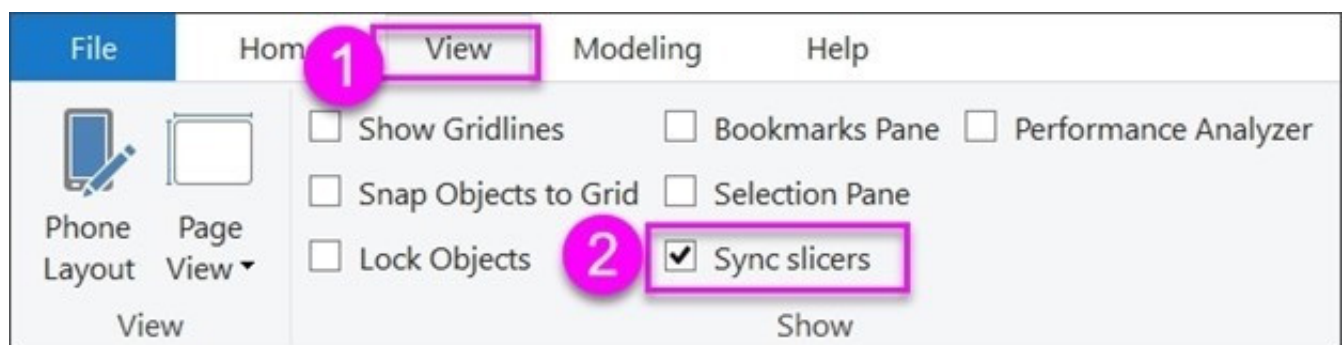 File Hom 1 View Modeling Help
Show Gridlines Bookmarks Pane Performance Analyzer
Snap Objects to Grid Selection Pane
Phone Layout
Page View
Lock Objects 2 Sync slicers
View Show